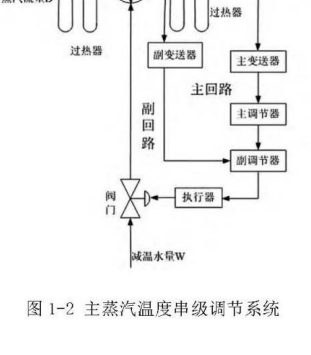 过热器
过热器
副变送器
主变送器
主回路
副回路
主调节器
副调节器
阀门
执行器
减温水量W
图 1-2 主蒸汽温度串级调节系统